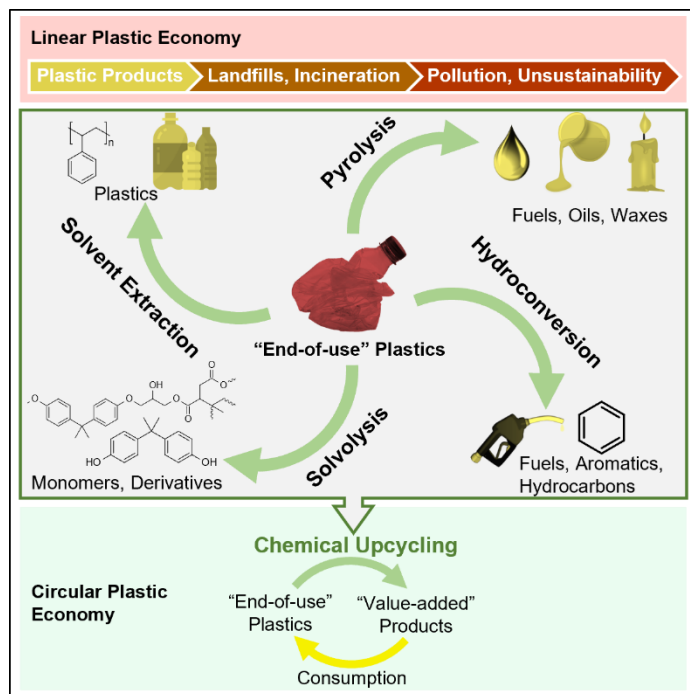 Linear Plastic Economy
Plastic Products
Landfills, Incineration
Pollution, Unsustainability
n
Plastics
Pyrolysis
Fuels, Oils, Waxes
Solvent Extraction
Hydroconversion
“End-of-use” Plastics
O
OH
O
O
O
O
O
HO
OH
Monomers, Derivatives
Solvolysis
Fuels, Aromatics,
Hydrocarbons
Chemical Upcycling
Circular Plastic
Economy
“End-of-use”
Plastics
“Value-added”
Products
Consumption